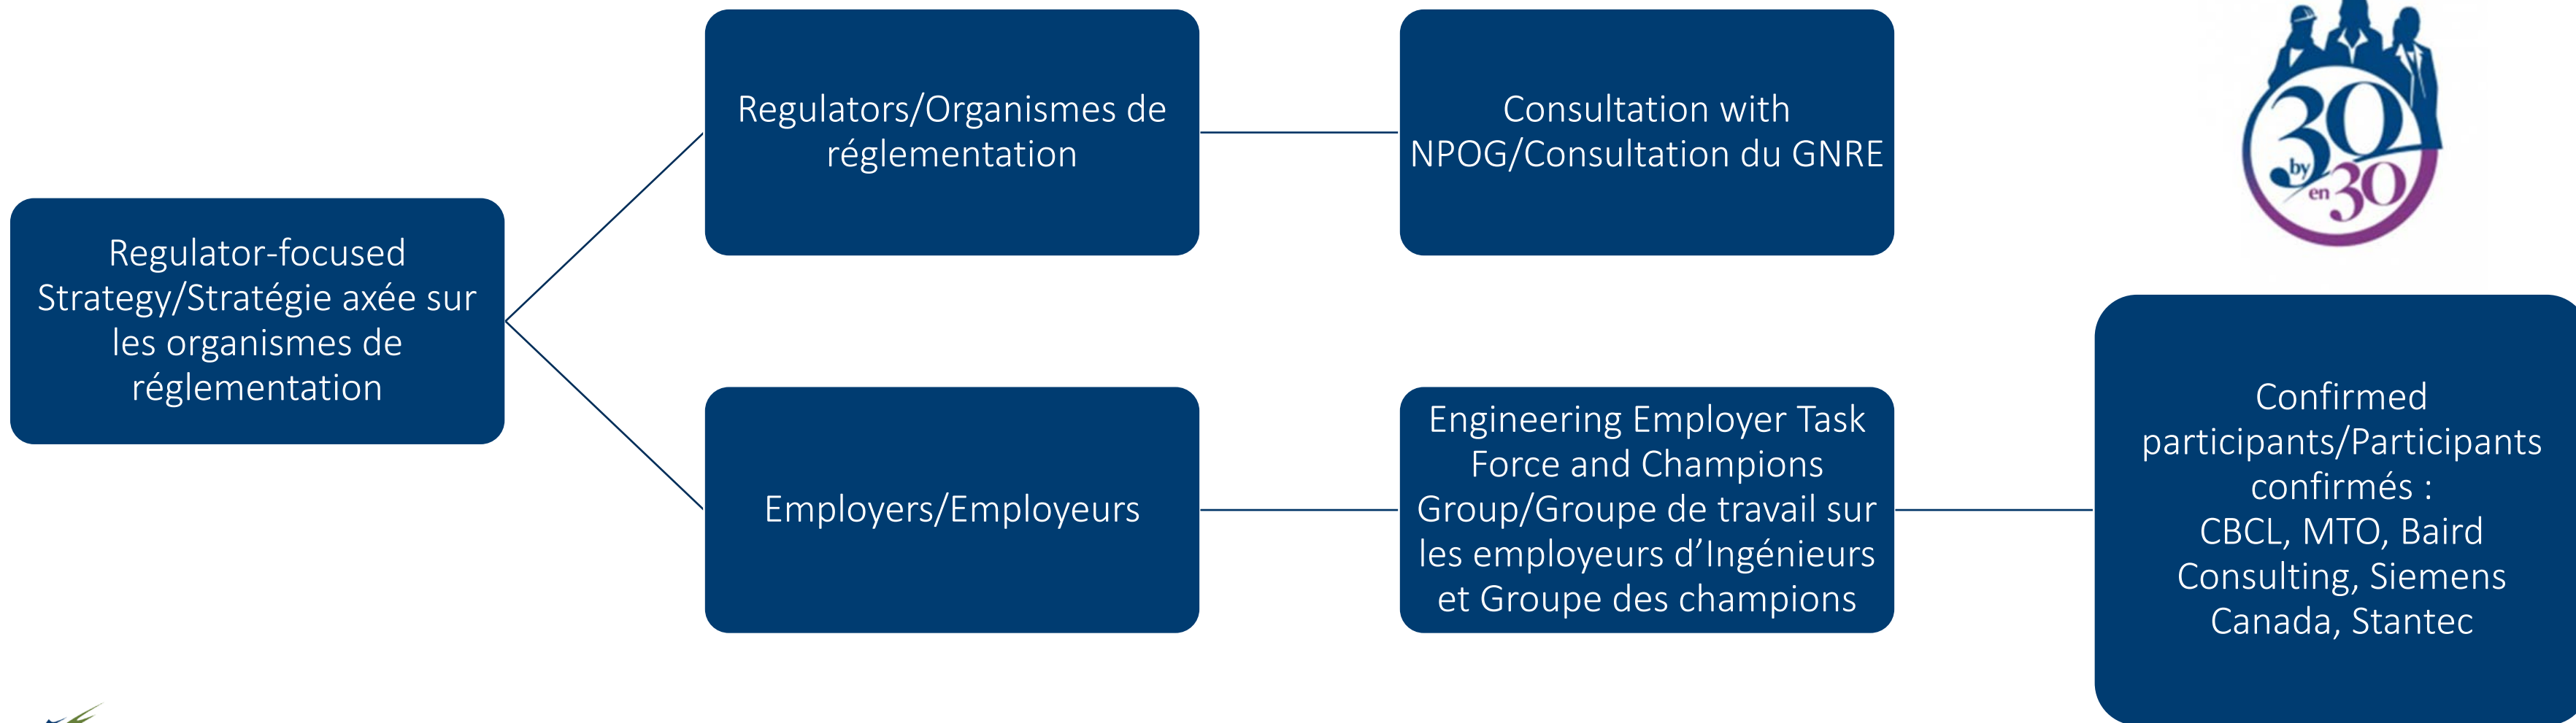 Regulator-focused
Strategy/Stratégie axée sur
les organismes de
réglementation
Regulators/Organismes de
réglementation
Consultation with
NPOG/Consultation du GNRE
Employers/Employeurs
Engineering Employer Task
Force and Champions
Group/Groupe de travail sur
les employeurs d’Ingénieurs
et Groupe des champions
Confirmed
participants/Participants
confirmés :
CBCL, MTO, Baird
Consulting, Siemens
Canada, Stantec
30
by
en 30